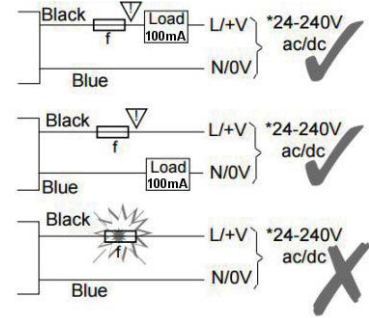 Black
f
!
Load
100mA
L/+V
*24-240V
ac/dc
Blue
N/0V
Black
f
!
L/+V
*24-240V
ac/dc
Load
100mA
N/0V
Blue
Black
f
L/+V
*24-240V
ac/dc
N/0V
Blue